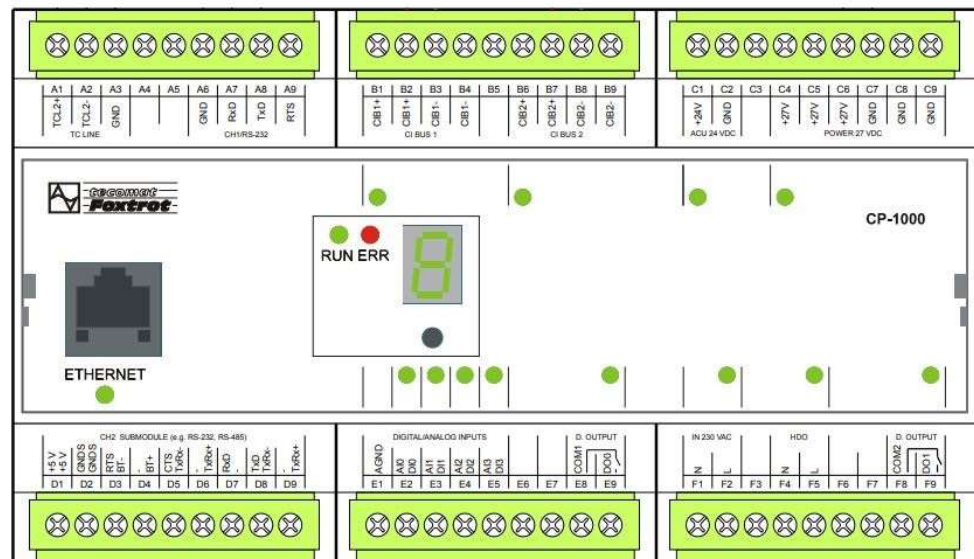 A1 A2 A3 A4 A5 A6 A7 A8 A9
TCL2+ TCL2- GND GND RxD TxD RTS
TC LINE CH1/RS-232
B1 B2 B3 B4 B5 B6 B7 B8 B9
CIB1+ CIB1+ CIB1- CIB1- CIB2+ CIB2+ CIB2- CIB2-
CI BUS 1 CI BUS 2
C1 C2 C3 C4 C5 C6 C7 C8 C9
+24V GND +27V +27V +27V GND GND GND
ACU 24 VDC POWER 27 VDC
tecomat
Foxtrot
CP-1000
RUN ERR
8
ETHERNET
CH2 SUBMODULE (e.g. RS-232, RS-485)
+5 V GNDS RTS - CTS - RxD TxD -
+5 V GNDS BT- BT+ TxRx- TxRx+ - TxRx- TxRx+
D1 D2 D3 D4 D5 D6 D7 D8 D9
DIGITAL/ANALOG INPUTS D. OUTPUT
AGND AI0 AI1 AI2 AI3 COM1 DO0
DI0 DI1 DI2 DI3
E1 E2 E3 E4 E5 E6 E7 E8 E9
IN 230 VAC HDO D. OUTPUT
N L N L COM2 DO1
F1 F2 F3 F4 F5 F6 F7 F8 F9